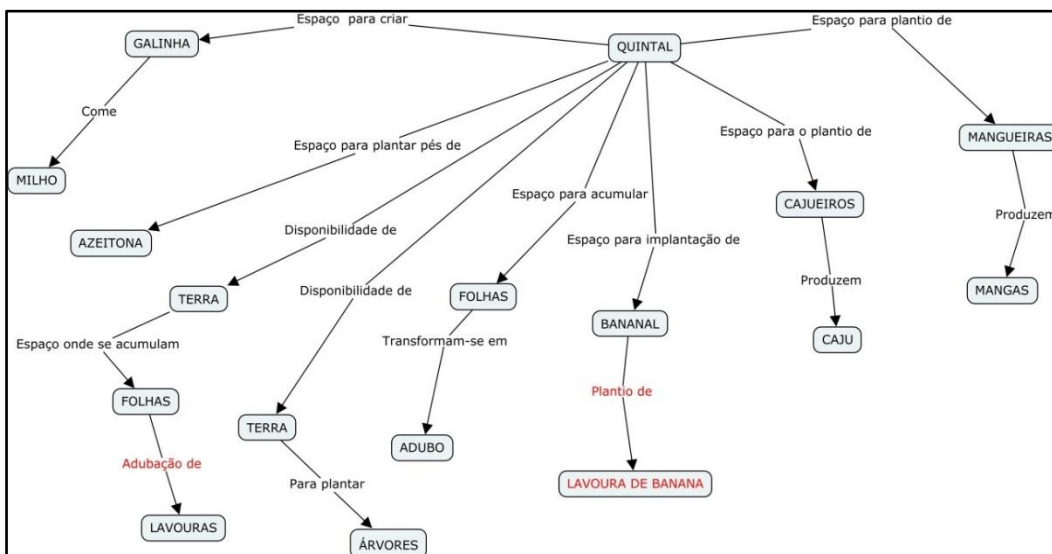 Espaço para criar
Espaço para plantio de
GALINHA
QUINTAL
Come
Espaço para plantar pés de
Espaço para o plantio de
MANGUEIRAS
MILHO
Espaço para acumular
CAJUEIROS
Produzem
AZEITONA
Disponibilidade de
Espaço para implantação de
TERRA
Disponibilidade de
FOLHAS
Produzem
MANGAS
BANANAL
Espaço onde se acumulam
Transformam-se em
CAJU
FOLHAS
Plantio de
TERRA
ADUBO
Adubação de
LAVOURA DE BANANA
Para plantar
LAVOURAS
ÁRVORES